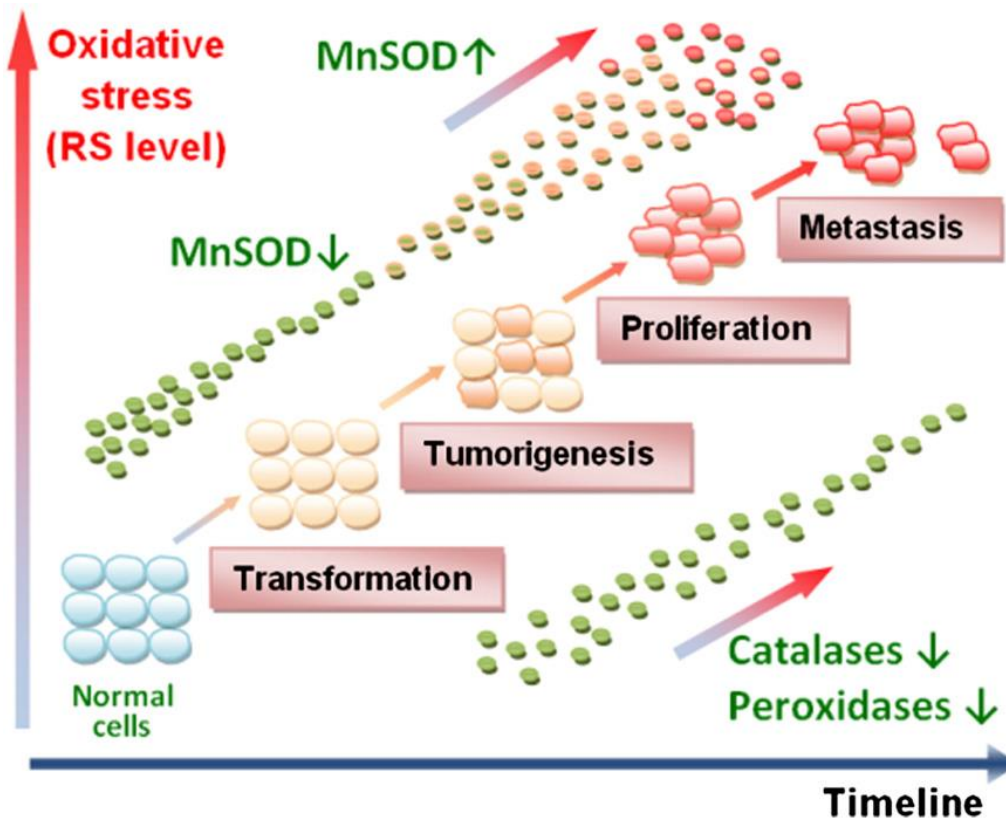 Oxidative
stress
(RS level)
MnSOD↑
MnSOD↓
Metastasis
Proliferation
Tumorigenesis
Transformation
Normal
cells
Catalases ↓
Peroxidases ↓
Timeline